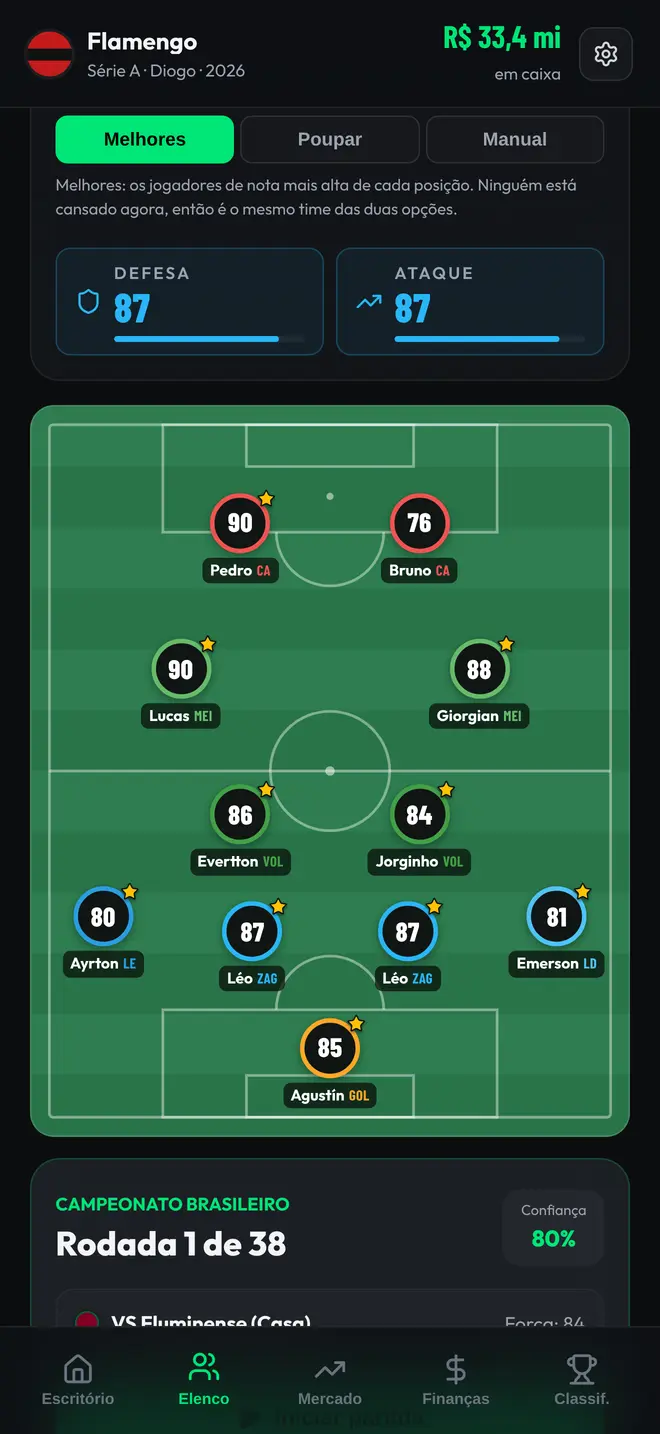 Flamengo
Série A · Diogo · 2026
R$ 33,4 mi
em caixa
Melhores
Poupar
Manual
Melhores: os jogadores de nota mais alta de cada posição. Ninguém está
cansado agora, então é o mesmo time das duas opções.
DEFESA
87
ATAQUE
87
90
Pedro CA
76
Bruno CA
90
Lucas MEI
88
Giorgian MEI
86
Evertton VOL
84
Jorginho VOL
80
Ayrton LE
87
Léo ZAG
87
Léo ZAG
81
Emerson LD
85
Agustín GOL
CAMPEONATO BRASILEIRO
Rodada 1 de 38
Confiança
80%
VS Fluminense (Casa)
Força: 84
Iniciar partida
Escritório
Elenco
Mercado
Finanças
Classif.